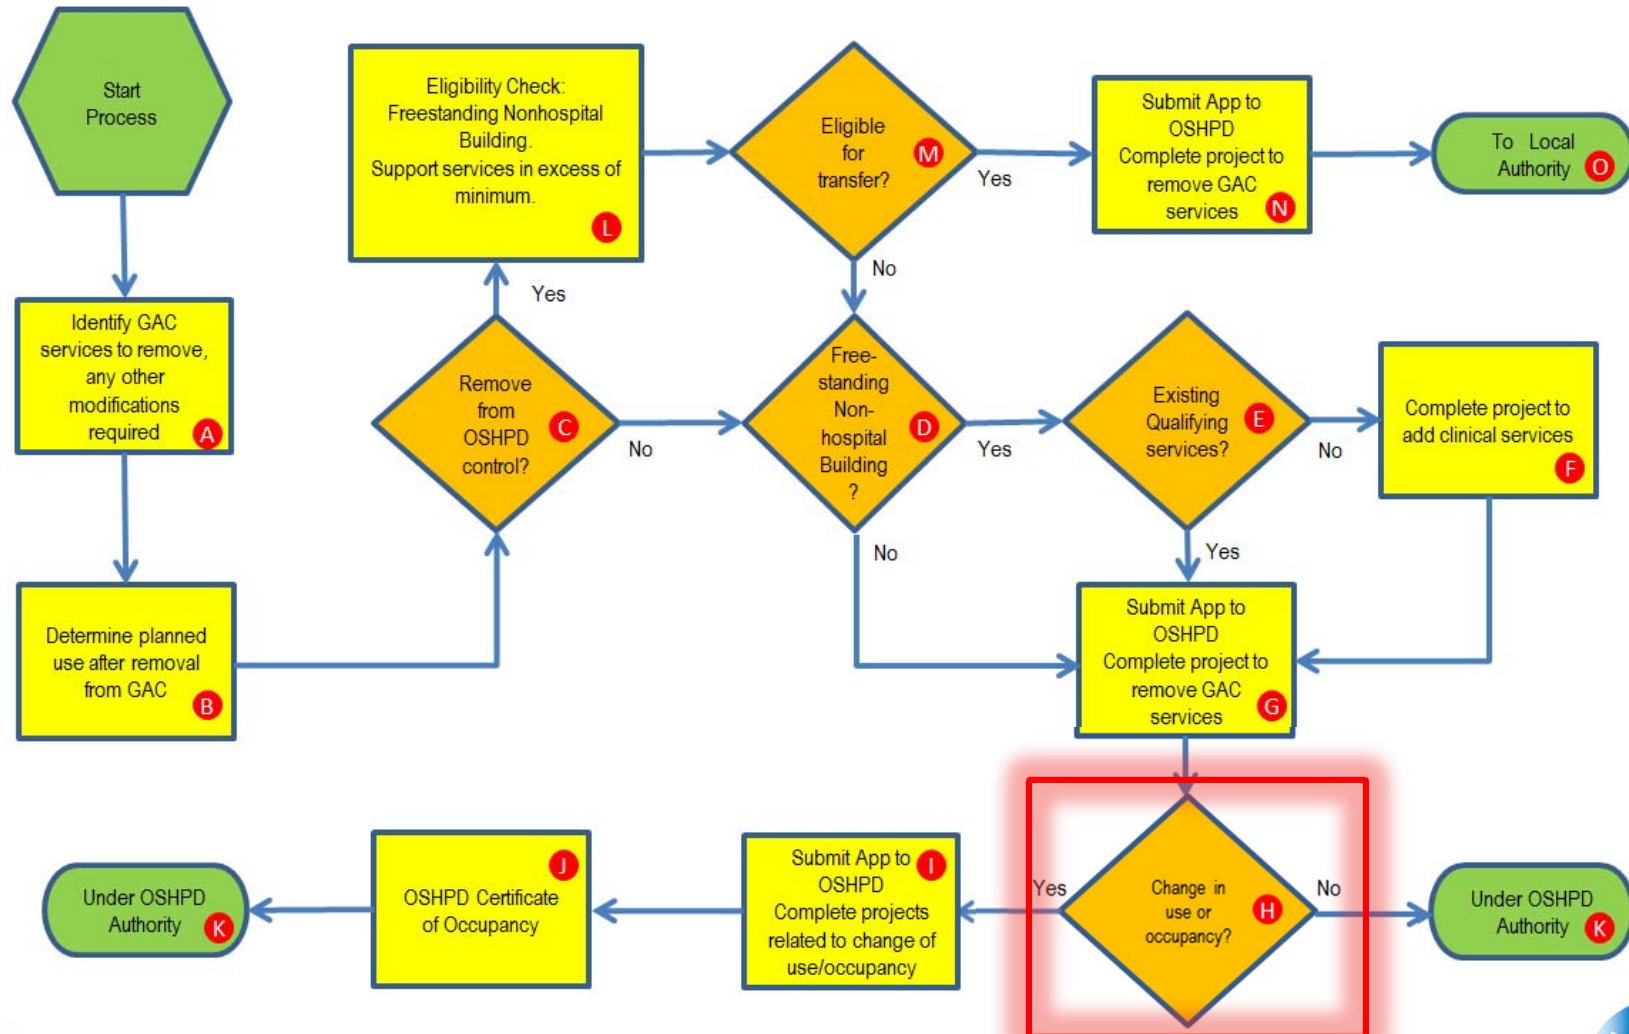 Start
Process
Identify GAC
services to remove,
any other
modifications
required
A
Determine planned
use after removal
from GAC
B
Remove
from
OSHPD
control?
C
Yes
No
Eligibility Check:
Freestanding Nonhospital
Building.
Support services in excess of
minimum.
L
Eligible
for
transfer?
M
Yes
No
Submit App to
OSHPD
Complete project to
remove GAC
services
N
To Local
Authority
O
Free-
standing
Non-
hospital
Building
?
D
Yes
No
Existing
Qualifying
services?
E
No
Yes
Complete project to
add clinical services
F
Submit App to
OSHPD
Complete project to
remove GAC
services
G
Change in
use or
occupancy?
H
Yes
No
Submit App to
OSHPD
Complete projects
related to change of
use/occupancy
I
OSHPD Certificate
of Occupancy
J
Under OSHPD
Authority
K
Under OSHPD
Authority
K